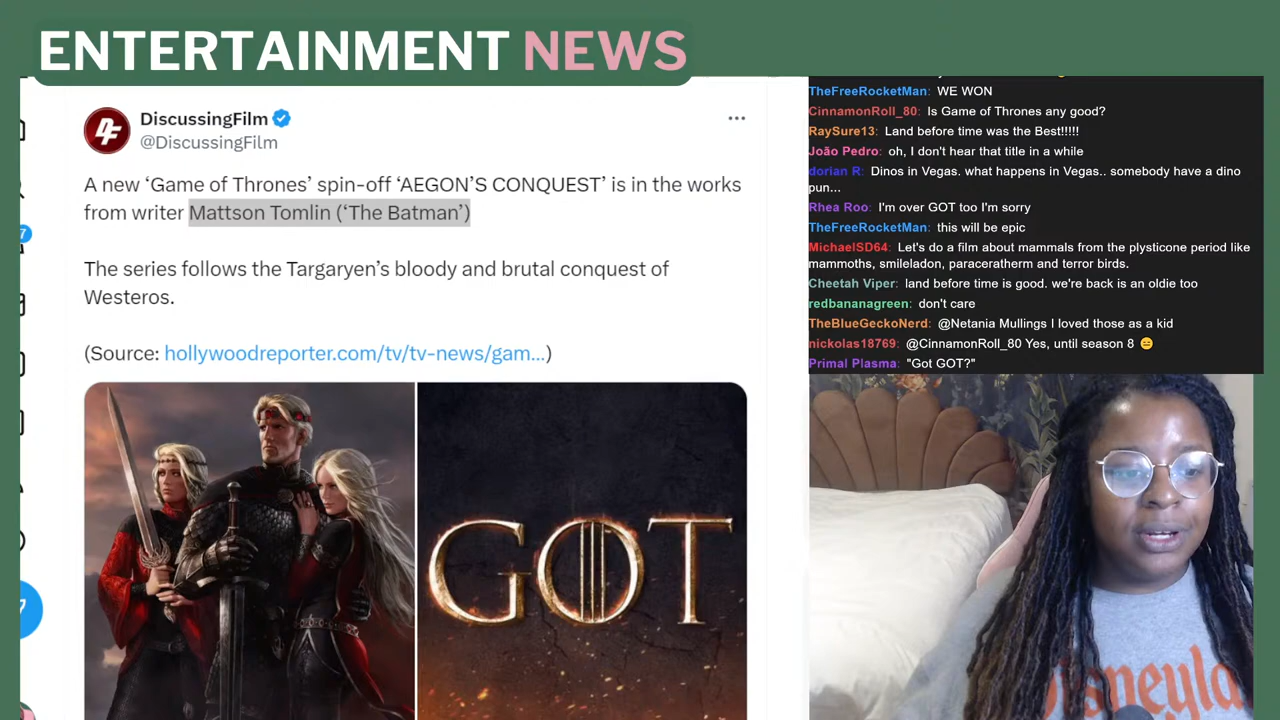 ENTERTAINMENT NEWS
DiscussingFilm
@DiscussingFilm
A new ‘Game of Thrones’ spin-off ‘AEGON’S CONQUEST’ is in the works
from writer Mattson Tomlin (‘The Batman’)
The series follows the Targaryen’s bloody and brutal conquest of
Westeros.
(Source: hollywoodreporter.com/tv/tv-news/gam...)
GOT
TheFreeRocketMan: WE WON
CinnamonRoll_80: Is Game of Thrones any good?
RaySure13: Land before time was the Best!!!!!
João Pedro: oh, I don't hear that title in a while
dorian R: Dinos in Vegas. what happens in Vegas.. somebody have a dino
pun...
Rhea Roo: I'm over GOT too I'm sorry
TheFreeRocketMan: this will be epic
MichaelSD64: Let's do a film about mammals from the plysticone period like
mammoths, smileladon, paraceratherm and terror birds.
Cheetah Viper: land before time is good. we're back is an oldie too
redbananagreen: don't care
TheBlueGeckoNerd: @Netania Mullings I loved those as a kid
nickolas18769: @CinnamonRoll_80 Yes, until season 8 😑
Primal Plasma: "Got GOT?"